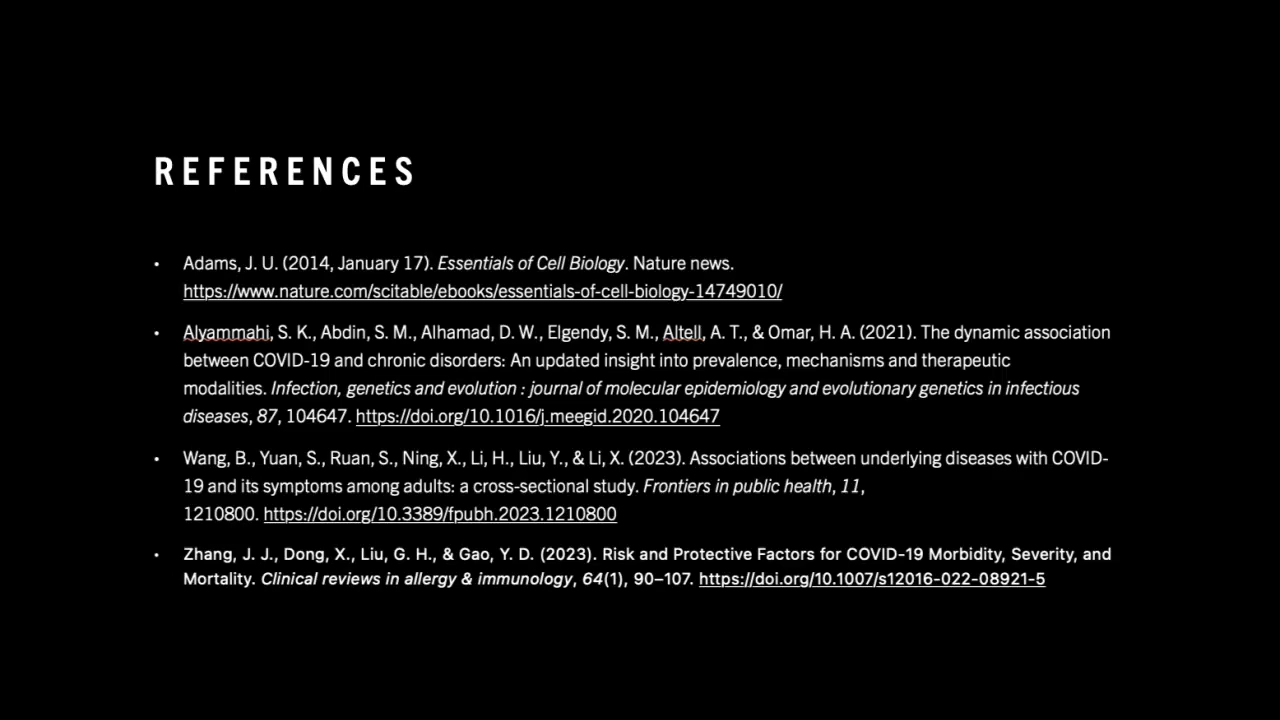 REFERENCES
• Adams, J. U. (2014, January 17). Essentials of Cell Biology. Nature news.
https://www.nature.com/scitable/ebooks/essentials-of-cell-biology-14749010/
• Alyammahi, S. K., Abdin, S. M., Alhamad, D. W., Elgendy, S. M., Altell, A. T., & Omar, H. A. (2021). The dynamic association
between COVID-19 and chronic disorders: An updated insight into prevalence, mechanisms and therapeutic
modalities. Infection, genetics and evolution : journal of molecular epidemiology and evolutionary genetics in infectious
diseases, 87, 104647. https://doi.org/10.1016/j.meegid.2020.104647
• Wang, B., Yuan, S., Ruan, S., Ning, X., Li, H., Liu, Y., & Li, X. (2023). Associations between underlying diseases with COVID-
19 and its symptoms among adults: a cross-sectional study. Frontiers in public health, 11,
1210800. https://doi.org/10.3389/fpubh.2023.1210800
• Zhang, J. J., Dong, X., Liu, G. H., & Gao, Y. D. (2023). Risk and Protective Factors for COVID-19 Morbidity, Severity, and
Mortality. Clinical reviews in allergy & immunology, 64(1), 90–107. https://doi.org/10.1007/s12016-022-08921-5